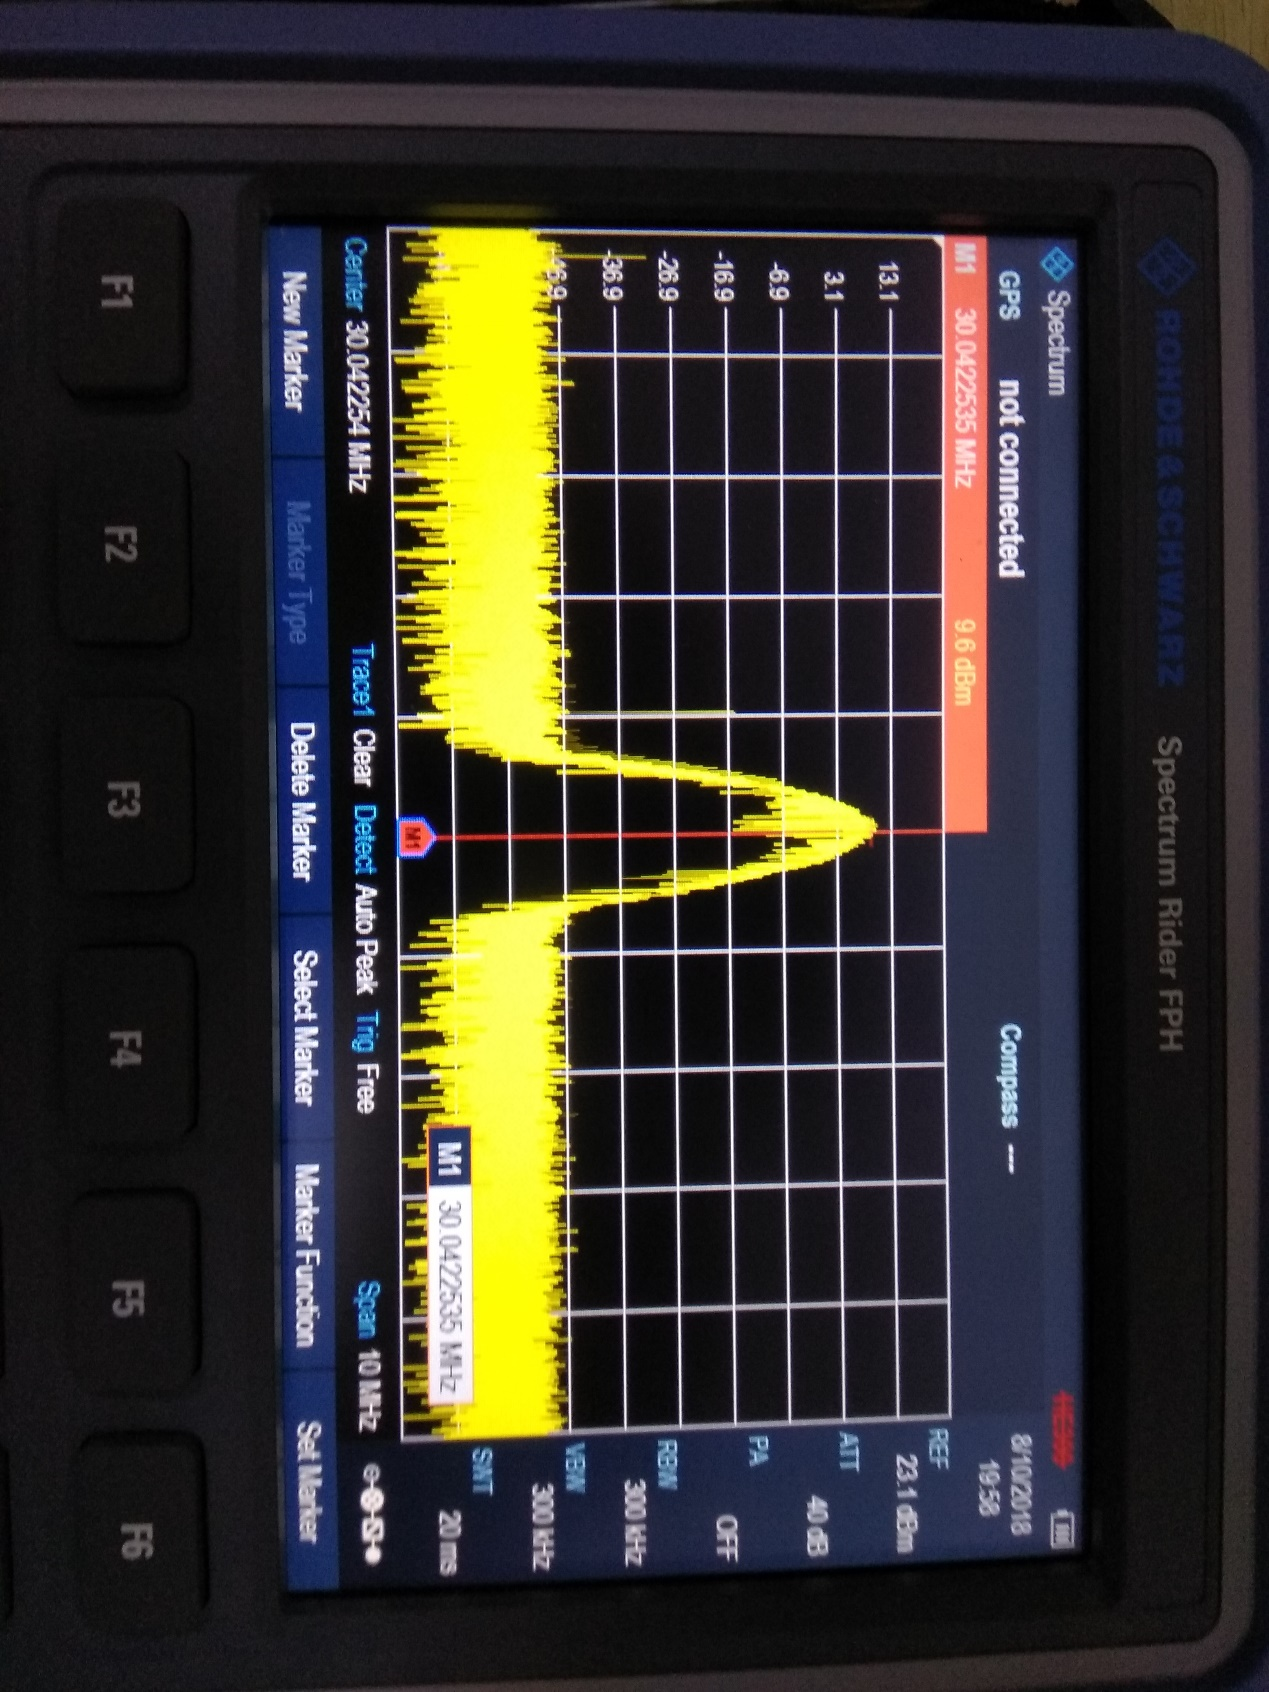 ROHDE & SCHWARZ Spectrum Rider FPH
Spectrum
GPS not connected Compass ---
8/10/2018
19:58
M1 30.0422535 MHz 9.6 dBm
REF
23.1 dBm
ATT
40 dB
PA
OFF
RBW
300 kHz
VBW
300 kHz
SWT
20 ms
13.1
3.1
-6.9
-16.9
-26.9
-36.9
-46.9
M1 30.0422535 MHz
M1
Center 30.042254 MHz Trace1 Clear Detect Auto Peak Trig Free Span 10 MHz
New Marker Marker Type Delete Marker Select Marker Marker Function Set Marker
F1 F2 F3 F4 F5 F6